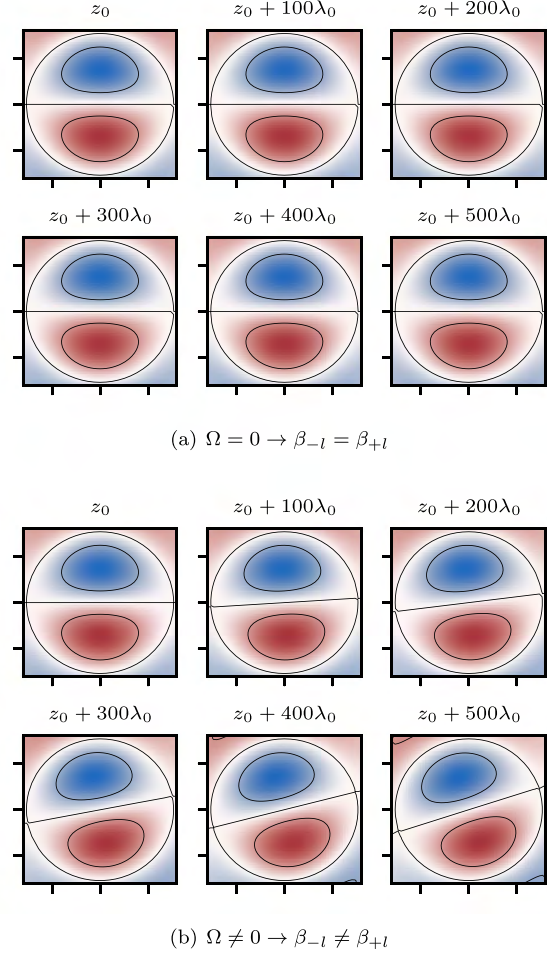 z₀ z₀ + 100λ₀ z₀ + 200λ₀
z₀ + 300λ₀ z₀ + 400λ₀ z₀ + 500λ₀
(a) Ω = 0 → β₋ₗ = β₊ₗ
z₀ z₀ + 100λ₀ z₀ + 200λ₀
z₀ + 300λ₀ z₀ + 400λ₀ z₀ + 500λ₀
(b) Ω ≠ 0 → β₋ₗ ≠ β₊ₗ